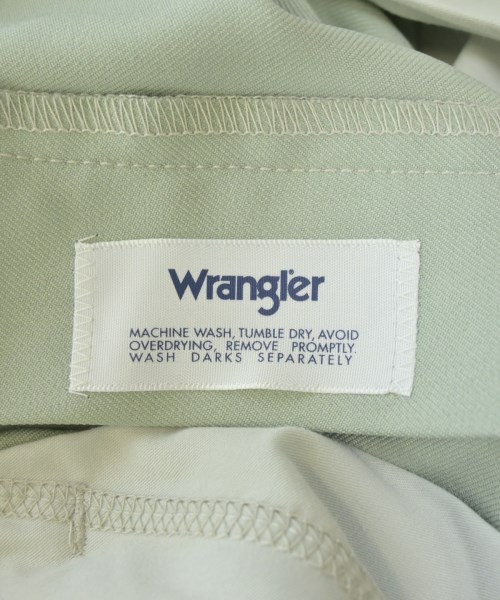 Wrangler
MACHINE WASH, TUMBLE DRY, AVOID
OVERDRYING, REMOVE PROMPTLY.
WASH DARKS SEPARATELY